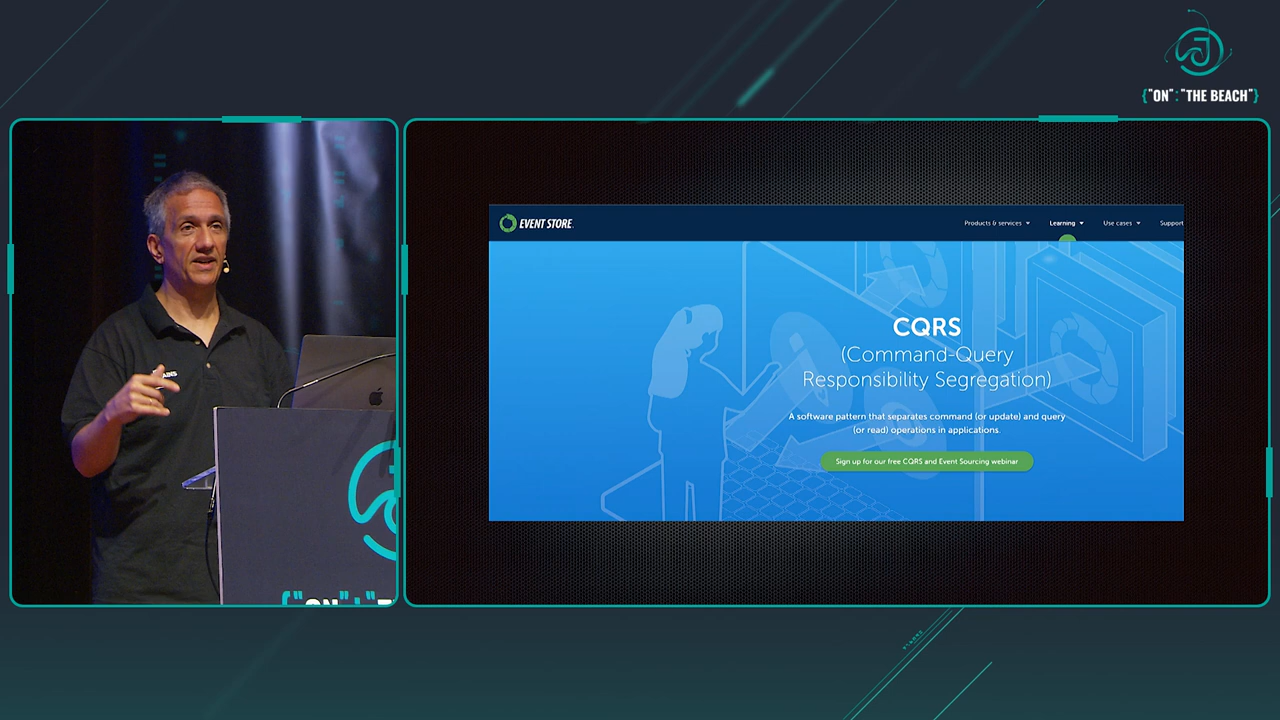 {"ON":"THE BEACH"}
EVENT STORE
Products & services
Learning
Use cases
Support
CQRS
(Command-Query
Responsibility Segregation)
A software pattern that separates command (or update) and query
(or read) operations in applications.
Sign up for our free CQRS and Event Sourcing webinar